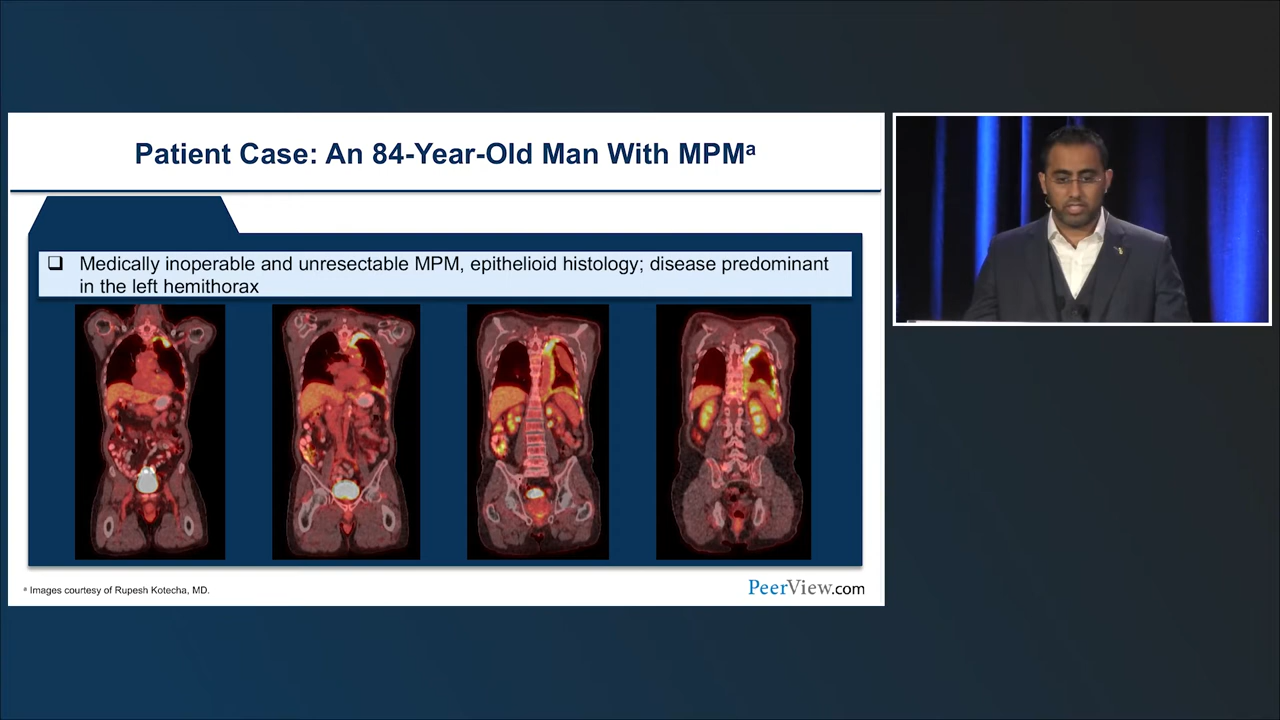 Patient Case: An 84-Year-Old Man With MPMᵃ
❑ Medically inoperable and unresectable MPM, epithelioid histology; disease predominant
in the left hemithorax
ᵃ Images courtesy of Rupesh Kotecha, MD.
PeerView.com